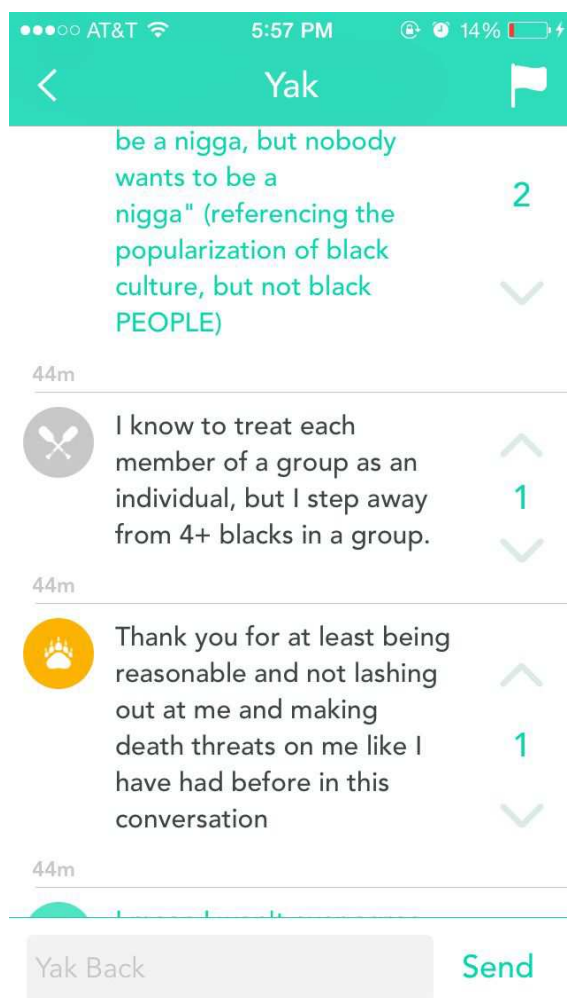 AT&T 5:57 PM 14%
Yak
be a nigga, but nobody
wants to be a
nigga" (referencing the
popularization of black
culture, but not black
PEOPLE)
2
44m
I know to treat each
member of a group as an
individual, but I step away
from 4+ blacks in a group.
1
44m
Thank you for at least being
reasonable and not lashing
out at me and making
death threats on me like I
have had before in this
conversation
1
44m
Yak Back
Send